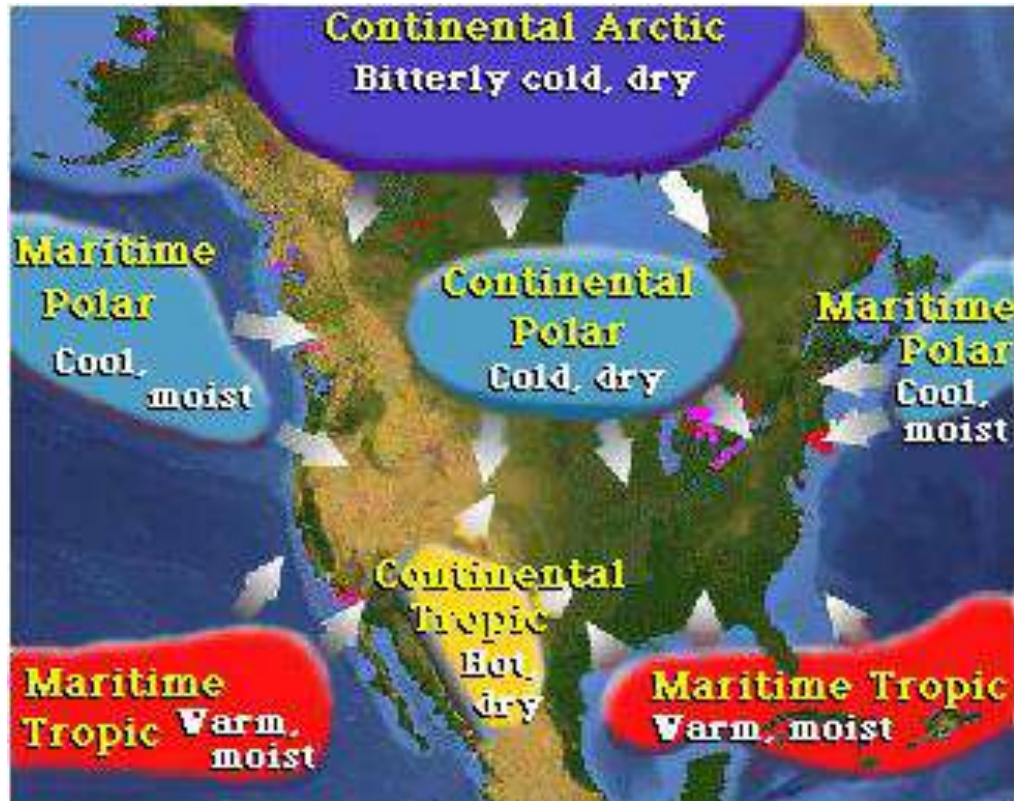 Continental Arctic
Bitterly cold, dry
Maritime
Polar
Cool,
moist
Continental
Polar
Cold, dry
Maritime
Polar
Cool,
moist
Continental
Tropic
Hot,
dry
Maritime
Tropic Warm,
moist
Maritime Tropic
Warm, moist